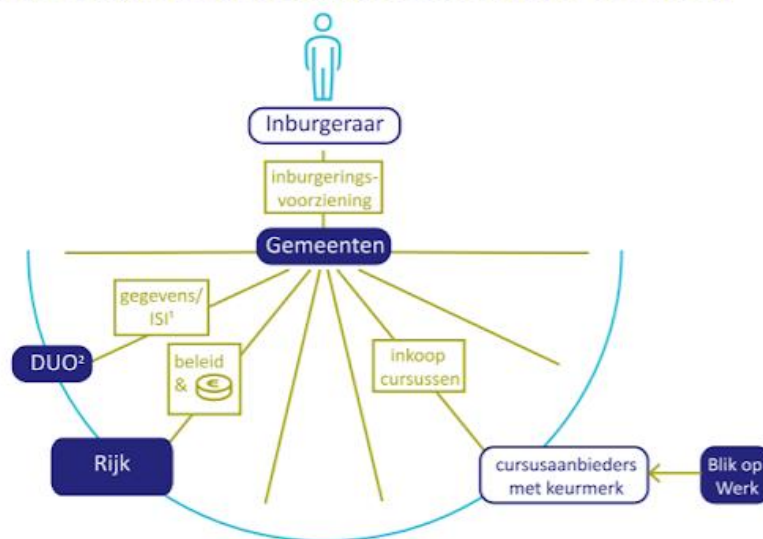 Inburgeraar
inburgerings-
voorziening
Gemeenten
gegevens/
ISI¹
DUO²
beleid
& €
inkoop
cursussen
Rijk
cursusaanbieders
met keurmerk
Blik op
Werk